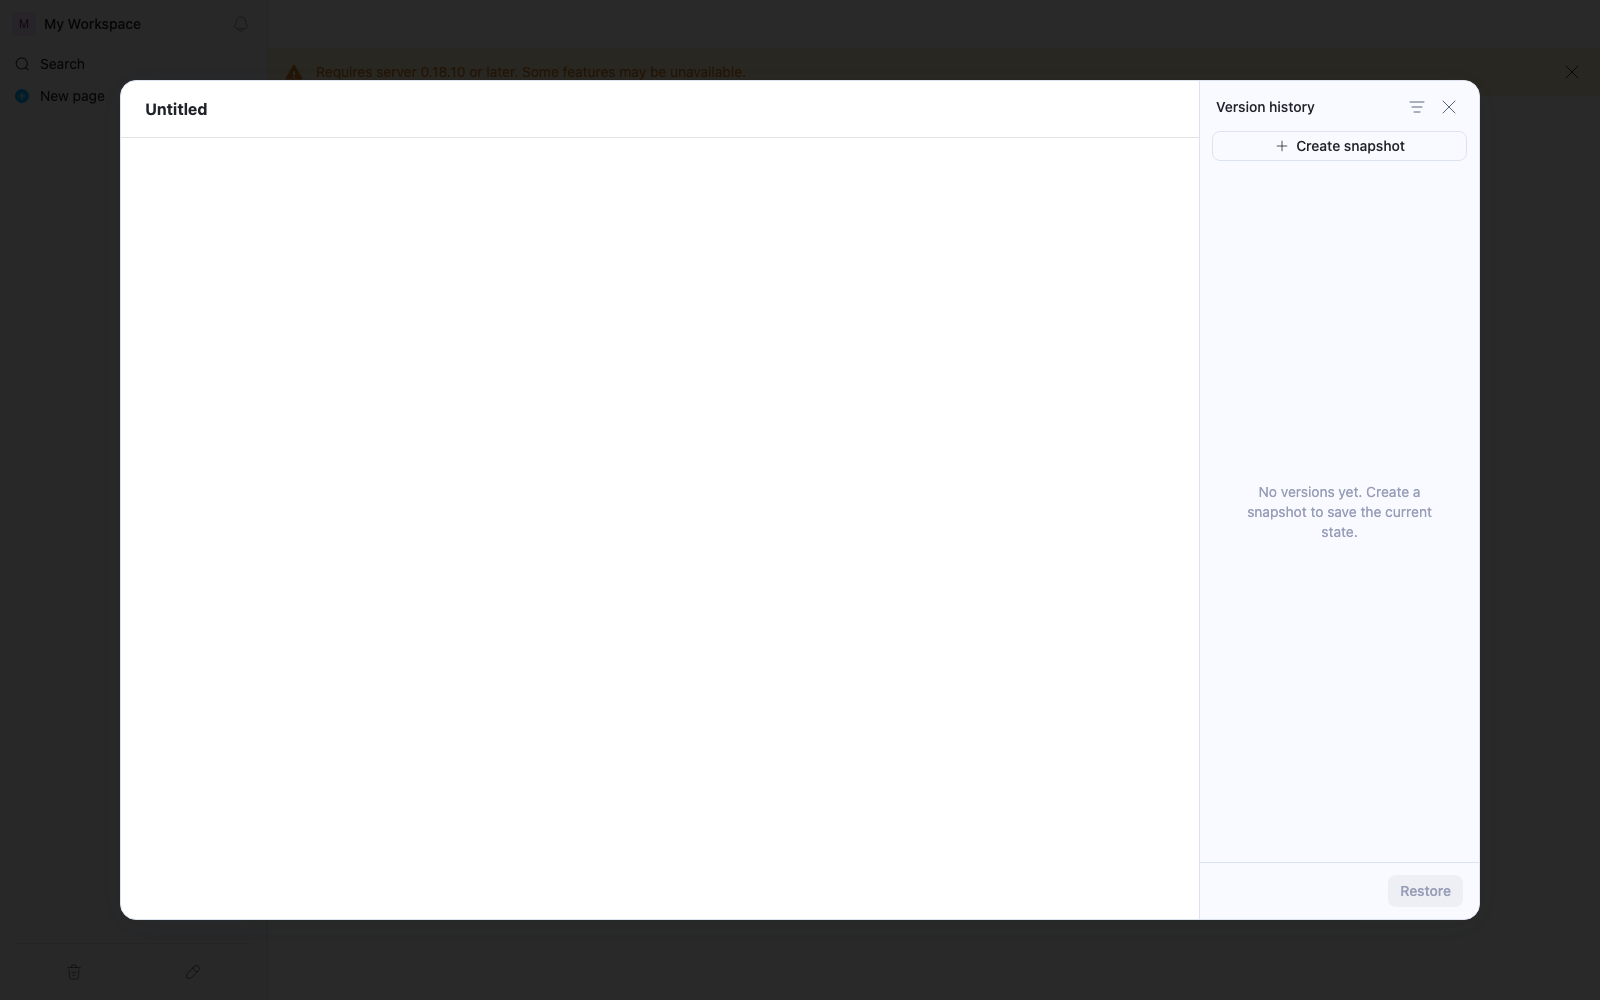 M My Workspace
Search
New page
Requires server 0.18.10 or later. Some features may be unavailable.
Untitled
Version history
Create snapshot
No versions yet. Create a
snapshot to save the current
state.
Restore